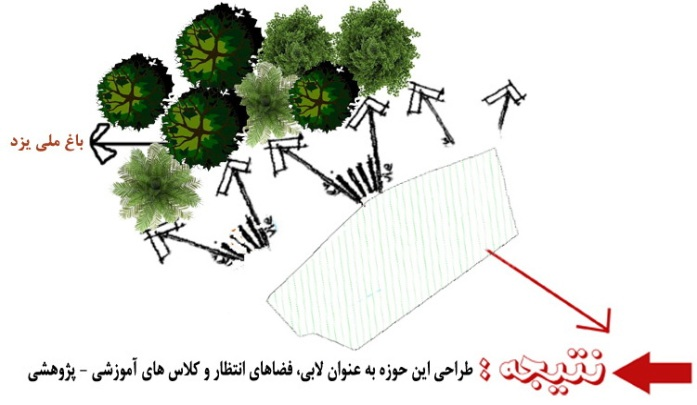 باغ ملی یزد
نتیجه : طراحی این حوزه به عنوان لابی، فضاهای انتظار و کلاس های آموزشی - پژوهشی